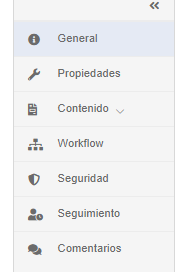 General
Propiedades
Contenido
Workflow
Seguridad
Seguimiento
Comentarios